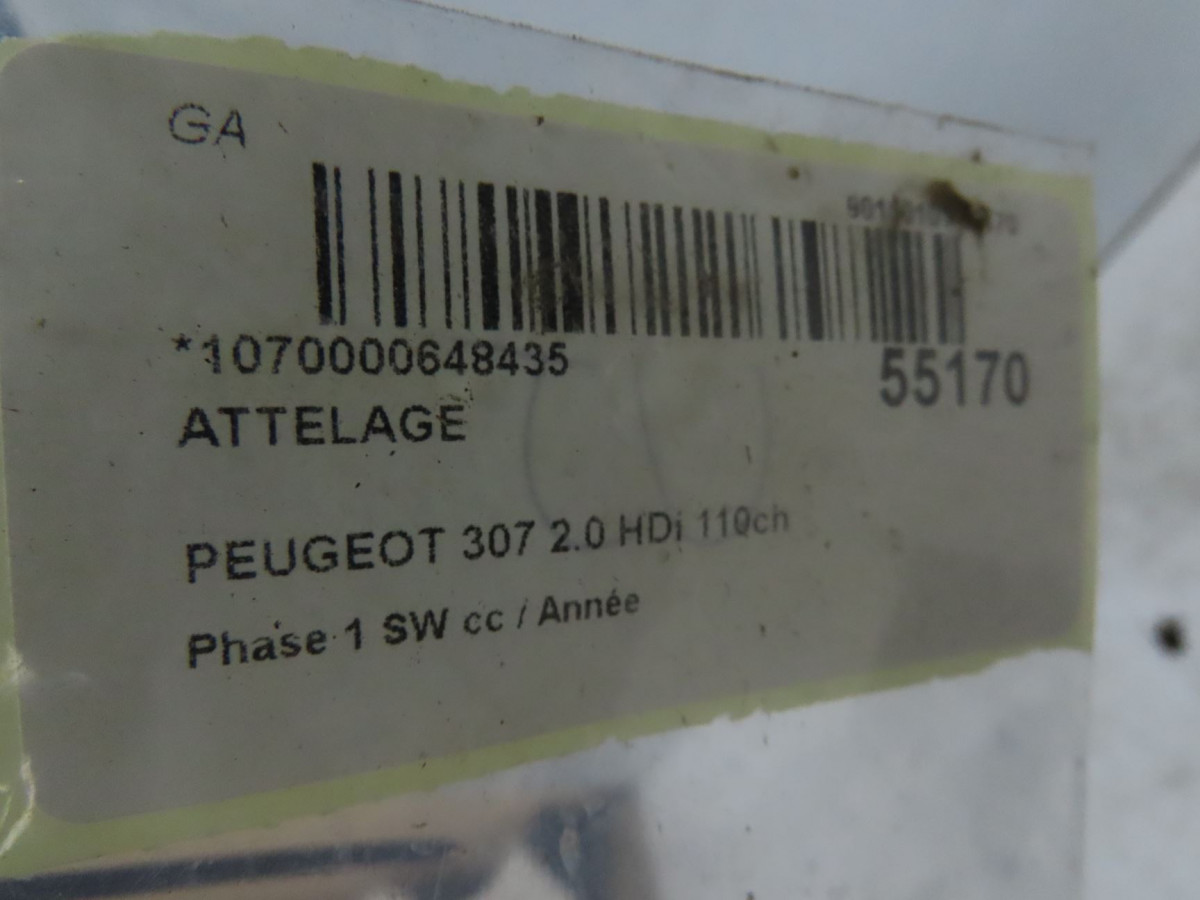 GA
*1070000648435
55170
ATTELAGE
PEUGEOT 307 2.0 HDi 110ch
Phase 1 SW cc / Année